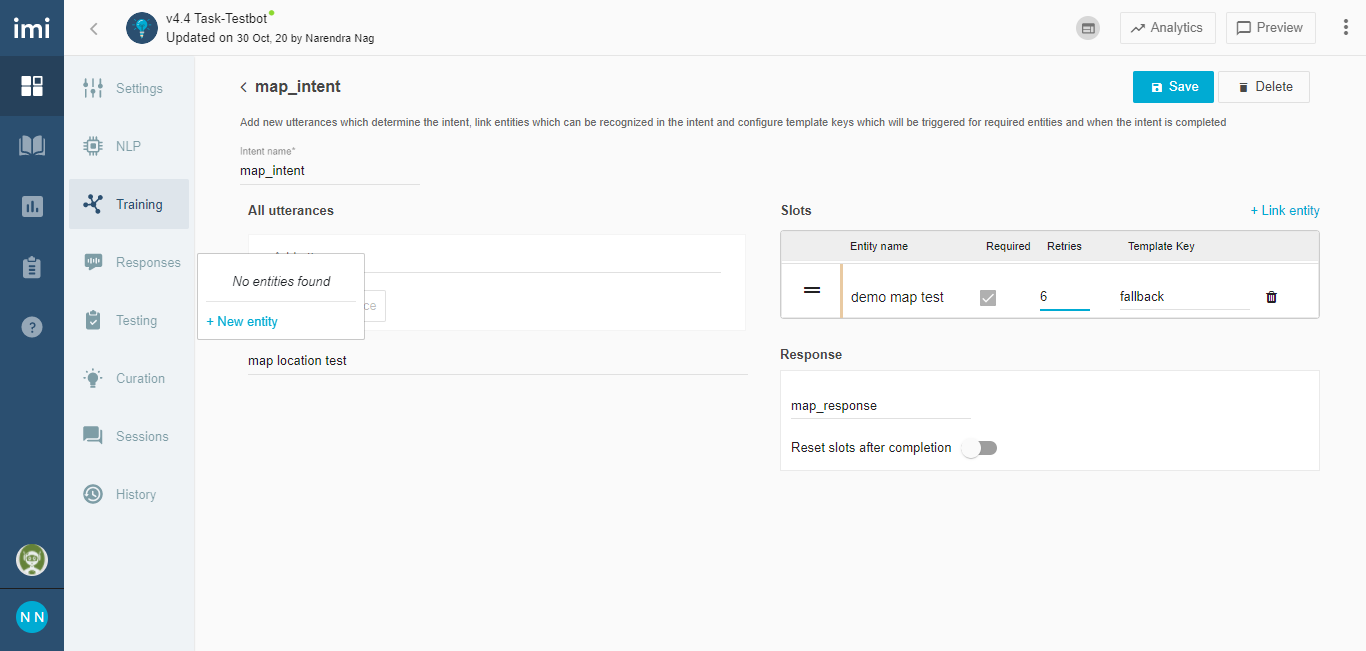 imi
v4.4 Task-Testbot
Updated on 30 Oct, 20 by Narendra Nag
Analytics
Preview
Settings
NLP
Training
Responses
Testing
Curation
Sessions
History
N N
map_intent
Save
Delete
Add new utterances which determine the intent, link entities which can be recognized in the intent and configure template keys which will be triggered for required entities and when the intent is completed
Intent name*
map_intent
All utterances
No entities found
+ New entity
ce
map location test
Slots
+ Link entity
Entity name Required Retries Template Key
demo map test 6 fallback
Response
map_response
Reset slots after completion